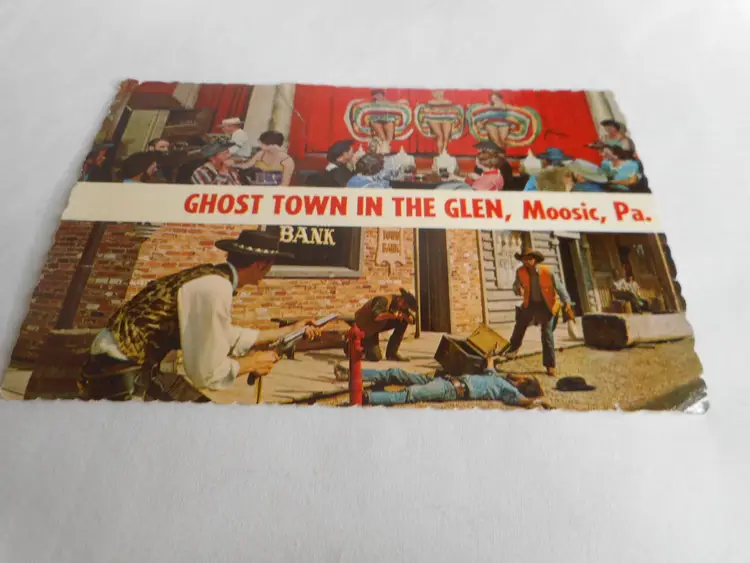 GHOST TOWN IN THE GLEN, Moosic, Pa.
BANK